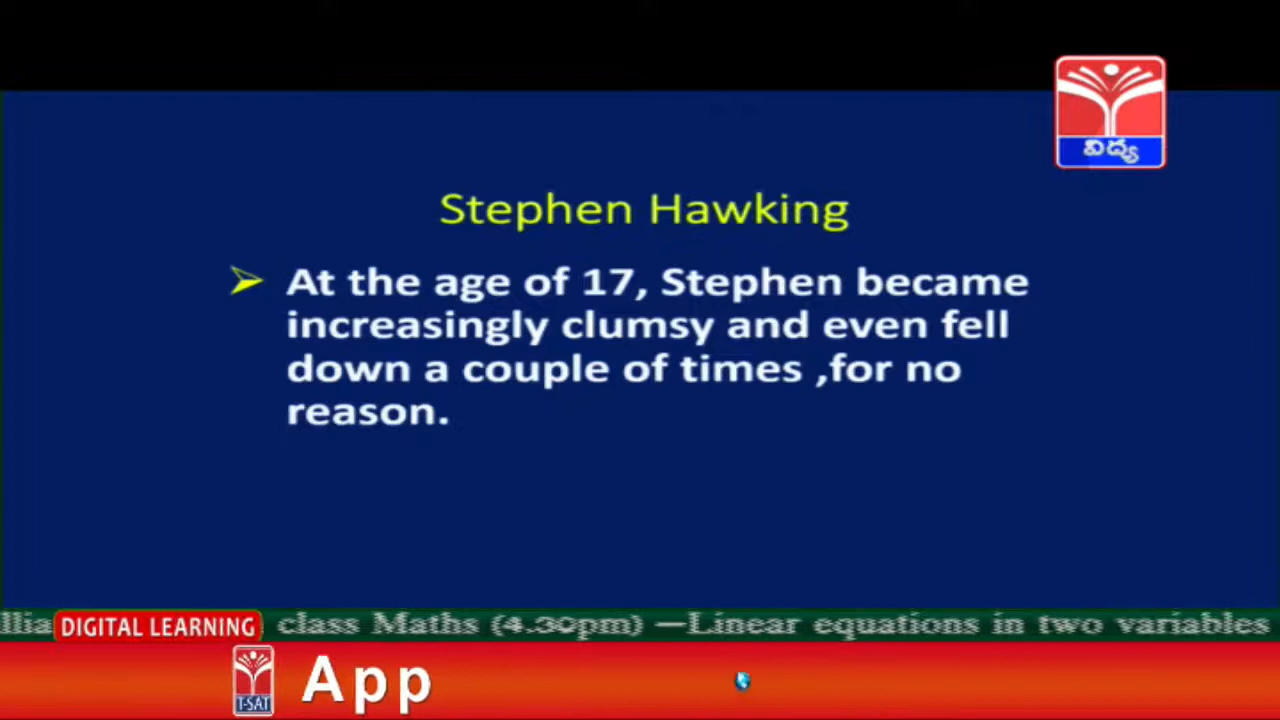 విద్య
Stephen Hawking
➢ At the age of 17, Stephen became
increasingly clumsy and even fell
down a couple of times ,for no
reason.
DIGITAL LEARNING class Maths (4.30pm) —Linear equations in two variables
T-SAT App